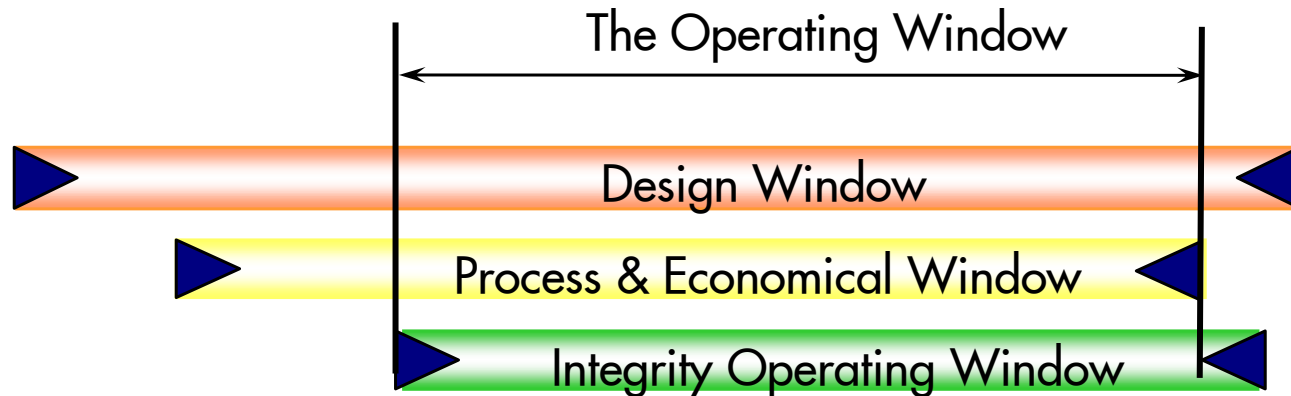 The Operating Window
Design Window
Process & Economical Window
Integrity Operating Window